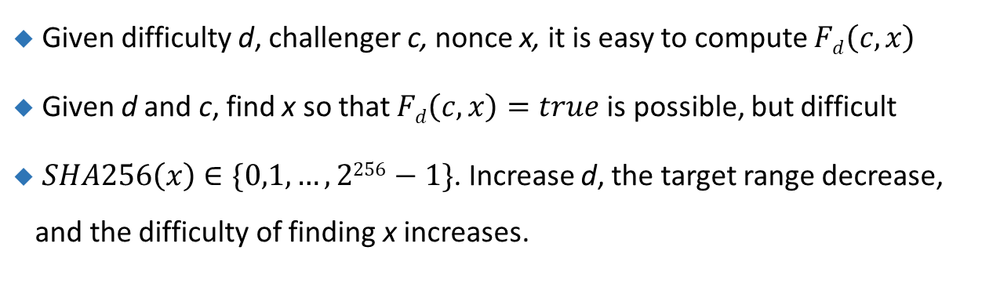 ◆ Given difficulty d, challenger c, nonce x, it is easy to compute F_d(c, x)
◆ Given d and c, find x so that F_d(c, x) = true is possible, but difficult
◆ SHA256(x) ∈ {0,1, … , 2^256 − 1}. Increase d, the target range decrease,
and the difficulty of finding x increases.